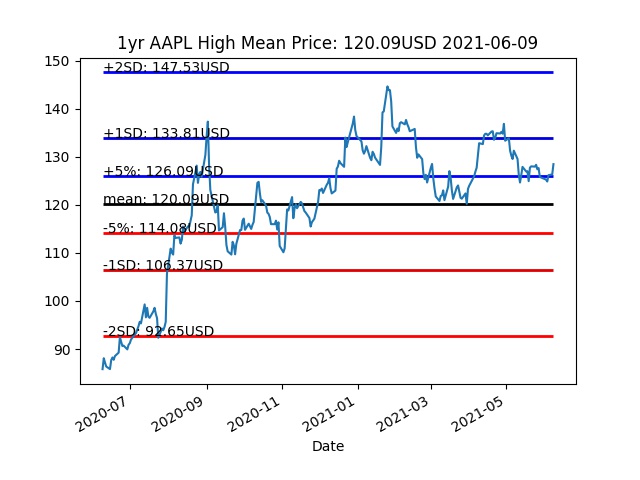 1yr AAPL High Mean Price: 120.09USD 2021-06-09
150
+2SD: 147.53USD
140
+1SD: 133.81USD
130
+5%: 126.09USD
mean: 120.09USD
120
-5%: 114.08USD
110
-1SD: 106.37USD
100
-2SD: 92.65USD
90
2020-07 2020-09 2020-11 2021-01 2021-03 2021-05
Date